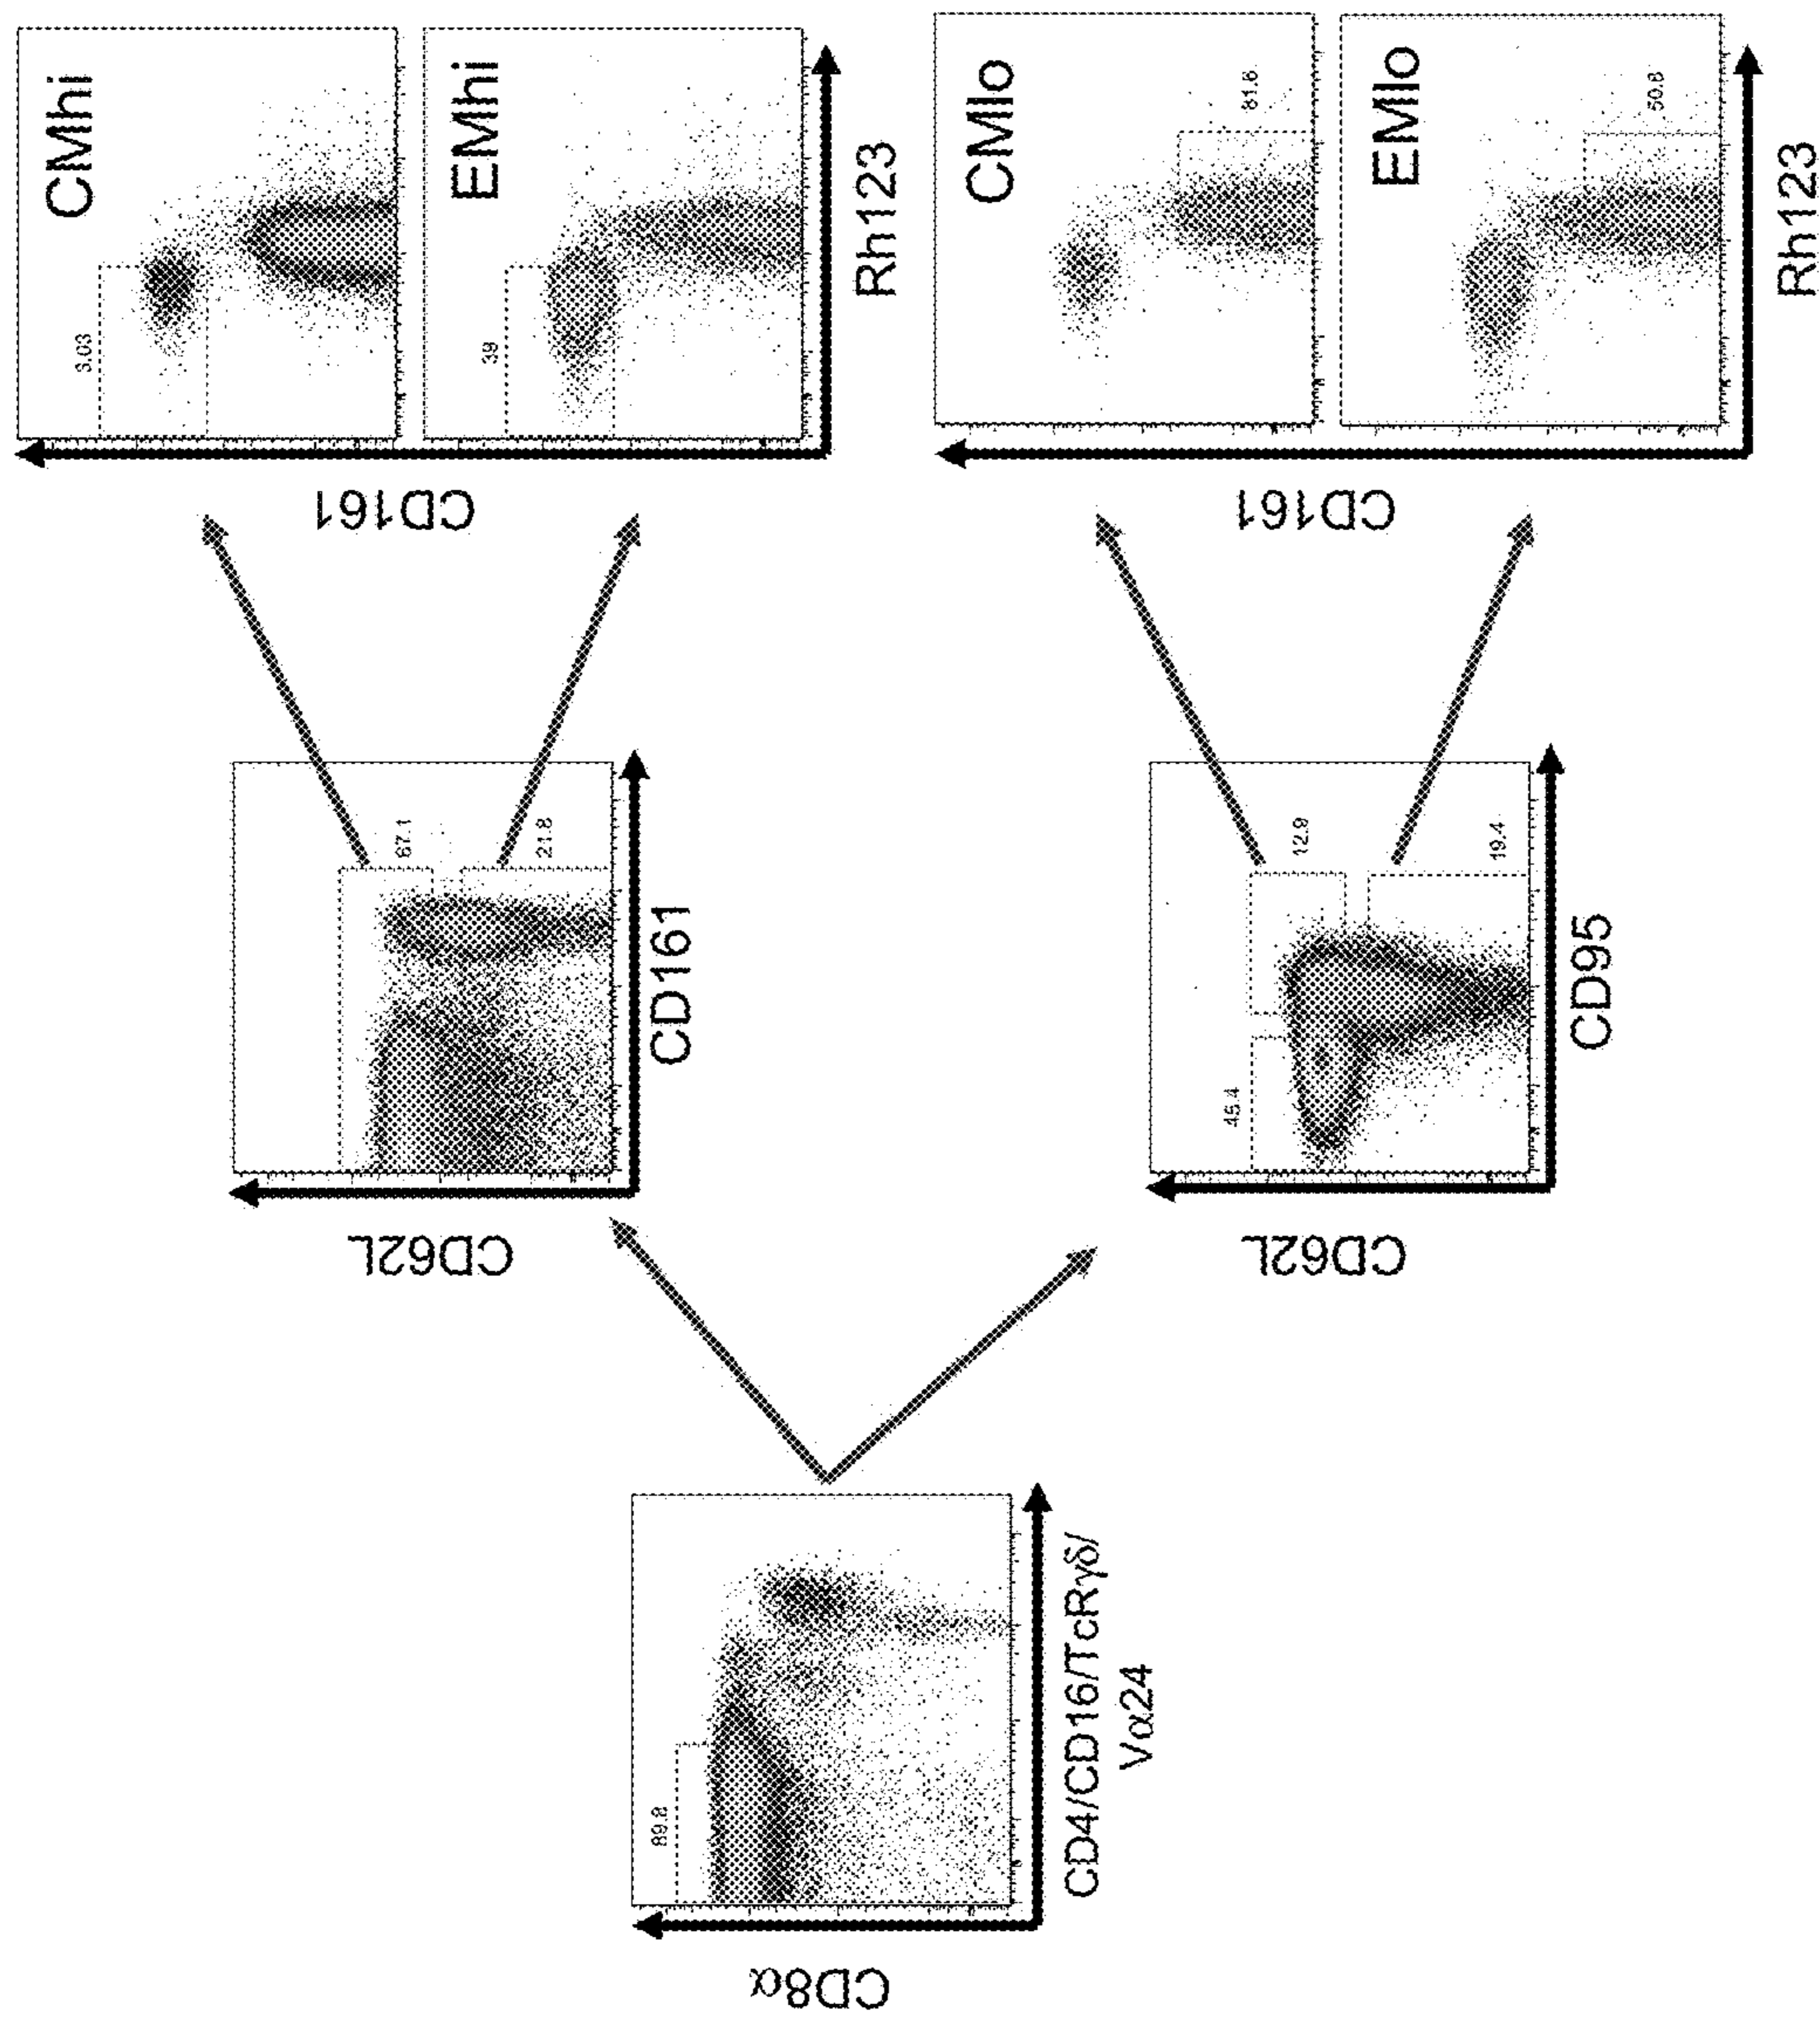 CD8α
89.8
CD4/CD16/TcRγδ/
Vα24
CD62L
67.1
21.8
CD161
CD62L
45.4
12.9
19.4
CD95
CD161
CMhi
3.03
EMhi
39
Rh123
CD161
CMlo
81.6
EMlo
50.8
Rh123